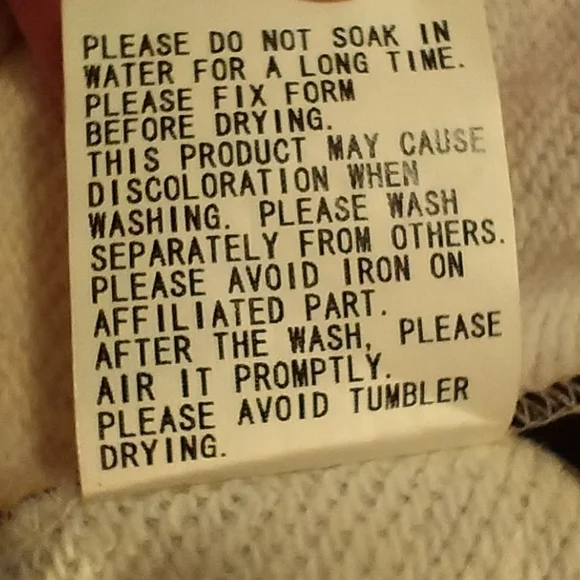 PLEASE DO NOT SOAK IN
WATER FOR A LONG TIME.
PLEASE FIX FORM
BEFORE DRYING.
THIS PRODUCT MAY CAUSE
DISCOLORATION WHEN
WASHING. PLEASE WASH
SEPARATELY FROM OTHERS.
PLEASE AVOID IRON ON
AFFILIATED PART.
AFTER THE WASH, PLEASE
AIR IT PROMPTLY.
PLEASE AVOID TUMBLER
DRYING.